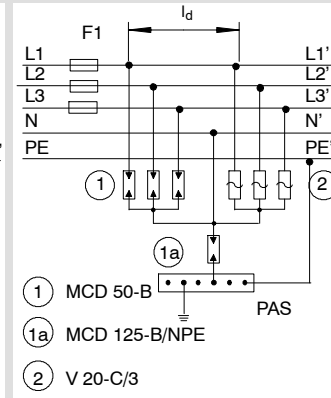 F1 Id
L1 L1'
L2 L2'
L3 L3'
N N'
PE PE'
1 2
1a
PAS
1 MCD 50-B
1a MCD 125-B/NPE
2 V 20-C/3